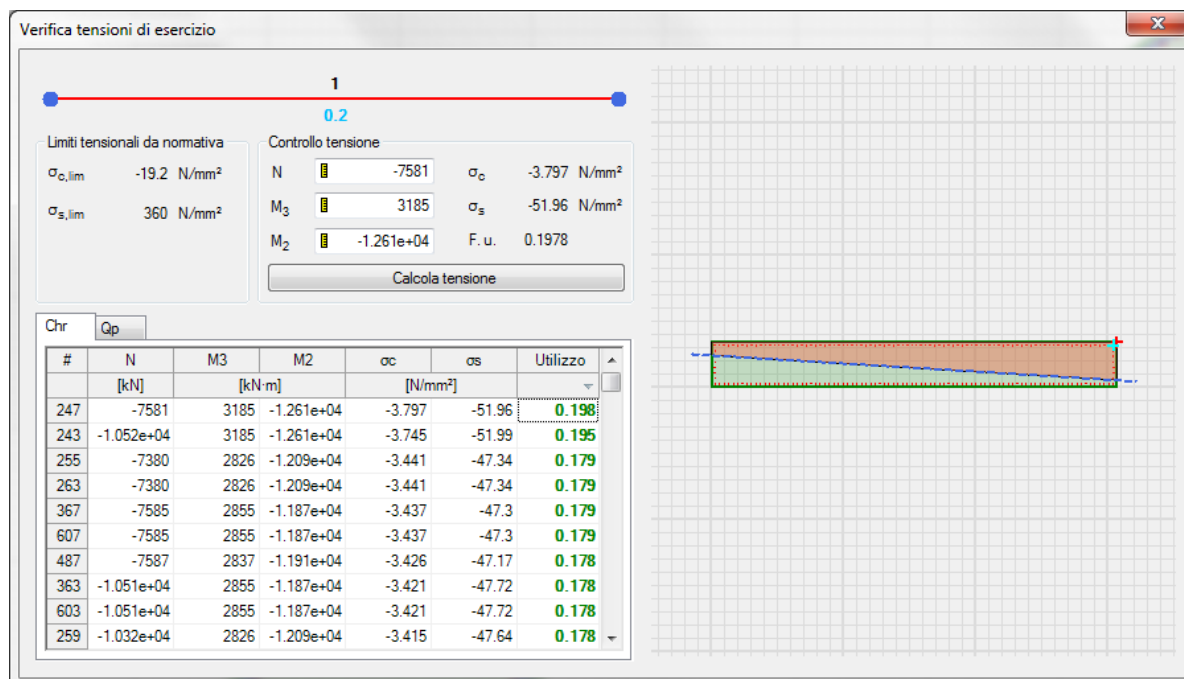 Verifica tensioni di esercizio
1
0.2
Limiti tensionali da normativa
σc,lim -19.2 N/mm²
σs,lim 360 N/mm²
Controllo tensione
N -7581 σc -3.797 N/mm²
M3 3185 σs -51.96 N/mm²
M2 -1.261e+04 F. u. 0.1978
Calcola tensione
Chr Qp
# N M3 M2 σc σs Utilizzo
[kN] [kN·m] [N/mm²]
247 -7581 3185 -1.261e+04 -3.797 -51.96 0.198
243 -1.052e+04 3185 -1.261e+04 -3.745 -51.99 0.195
255 -7380 2826 -1.209e+04 -3.441 -47.34 0.179
263 -7380 2826 -1.209e+04 -3.441 -47.34 0.179
367 -7585 2855 -1.187e+04 -3.437 -47.3 0.179
607 -7585 2855 -1.187e+04 -3.437 -47.3 0.179
487 -7587 2837 -1.191e+04 -3.426 -47.17 0.178
363 -1.051e+04 2855 -1.187e+04 -3.421 -47.72 0.178
603 -1.051e+04 2855 -1.187e+04 -3.421 -47.72 0.178
259 -1.032e+04 2826 -1.209e+04 -3.415 -47.64 0.178